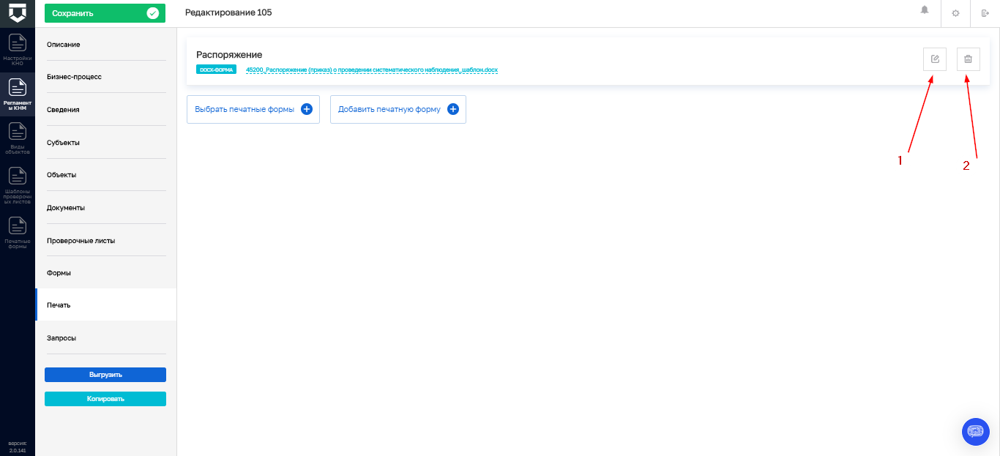 Сохранить
Редактирование 105
Настройки
КНО
Регламент
ы КНМ
Виды
объектов
Шаблоны
проверочн
ых листов
Печатные
формы
версия:
2.0.141
Описание
Бизнес-процесс
Сведения
Субъекты
Объекты
Документы
Проверочные листы
Формы
Печать
Запросы
Выгрузить
Копировать
Распоряжение
DOCX-ФОРМА 45200_Распоряжение (приказ) о проведении систематического наблюдения_шаблон.docx
Выбрать печатные формы
Добавить печатную форму
1
2